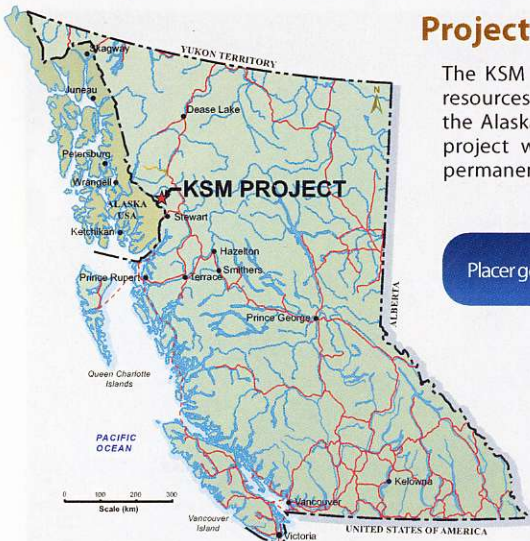 Project
The KSM
resources
the Alaska
project w
permanen
Placer g
YUKON TERRITORY
Skagway
Juneau
Dease Lake
N
Petersburg
Wrangell
KSM PROJECT
ALASKA
USA
Stewart
Ketchikan
Hazelton
Smithers
Prince Rupert
Terrace
Prince George
ALBERTA
Queen Charlotte
Islands
PACIFIC
OCEAN
0 100 200 300
Scale (km)
Kelowna
Vancouver
Vancouver
Island
Victoria
UNITED STATES OF AMERICA